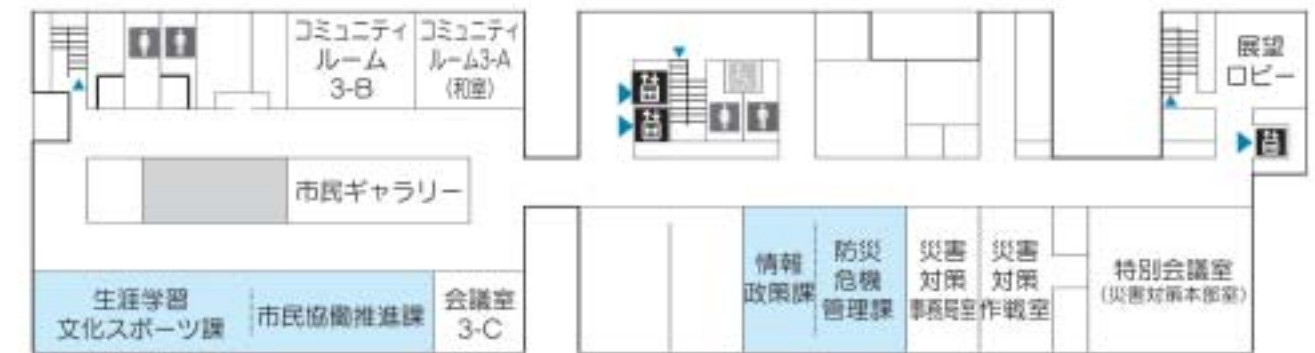 コミュニティ
ルーム
3-B
コミュニティ
ルーム3-A
(和室)
展望
ロビー
市民ギャラリー
生涯学習
文化スポーツ課
市民協働推進課
会議室
3-C
情報
政策課
防災
危機
管理課
災害
対策
事務局室
災害
対策
作戦室
特別会議室
(災害対策本部室)